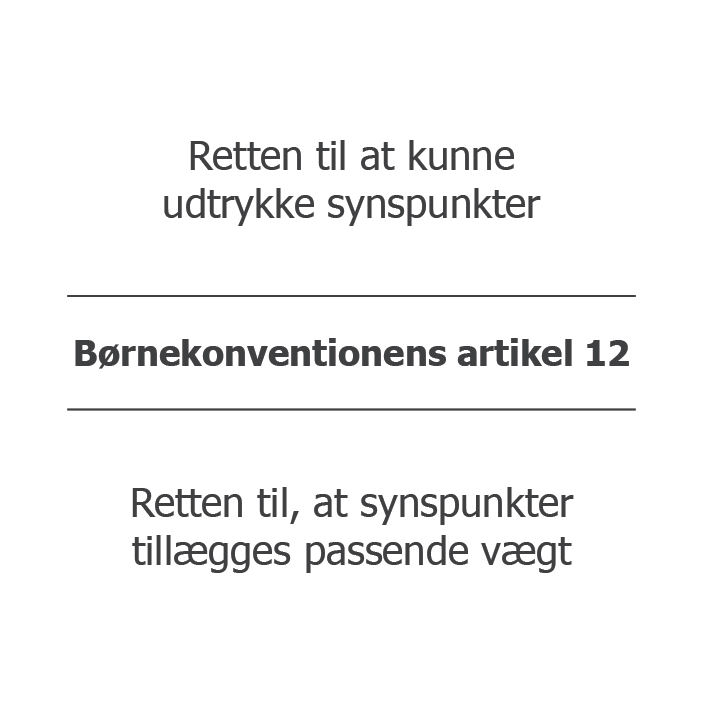 Retten til at kunne
udtrykke synspunkter
Børnekonventionens artikel 12
Retten til, at synspunkter
tillægges passende vægt